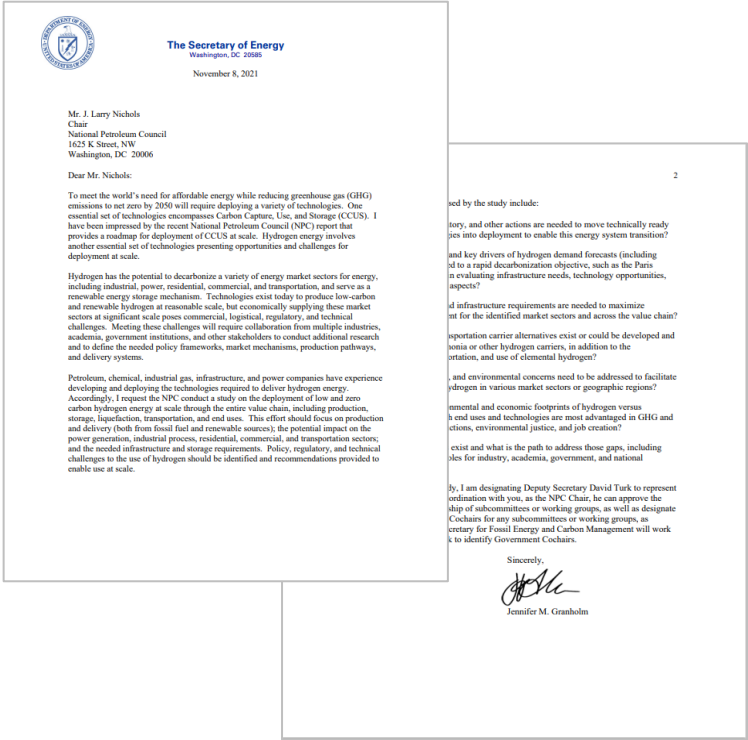 DEPARTMENT OF ENERGY
UNITED STATES OF AMERICA
The Secretary of Energy
Washington, DC 20585
November 8, 2021
Mr. J. Larry Nichols
Chair
National Petroleum Council
1625 K Street, NW
Washington, DC 20006
Dear Mr. Nichols:
To meet the world's need for affordable energy while reducing greenhouse gas (GHG)
emissions to net zero by 2050 will require deploying a variety of technologies. One
essential set of technologies encompasses Carbon Capture, Use, and Storage (CCUS). I
have been impressed by the recent National Petroleum Council (NPC) report that
provides a roadmap for deployment of CCUS at scale. Hydrogen energy involves
another essential set of technologies presenting opportunities and challenges for
deployment at scale.
Hydrogen has the potential to decarbonize a variety of energy market sectors for energy,
including industrial, power, residential, commercial, and transportation, and serve as a
renewable energy storage mechanism. Technologies exist today to produce low-carbon
and renewable hydrogen at reasonable scale, but economically supplying these market
sectors at significant scale poses commercial, logistical, regulatory, and technical
challenges. Meeting these challenges will require collaboration from multiple industries,
academia, government institutions, and other stakeholders to conduct additional research
and to define the needed policy frameworks, market mechanisms, production pathways,
and delivery systems.
Petroleum, chemical, industrial gas, infrastructure, and power companies have experience
developing and deploying the technologies required to deliver hydrogen energy.
Accordingly, I request the NPC conduct a study on the deployment of low and zero
carbon hydrogen energy at scale through the entire value chain, including production,
storage, liquefaction, transportation, and end uses. This effort should focus on production
and delivery (both from fossil fuel and renewable sources); the potential impact on the
power generation, industrial process, residential, commercial, and transportation sectors;
and the needed infrastructure and storage requirements. Policy, regulatory, and technical
challenges to the use of hydrogen should be identified and recommendations provided to
enable use at scale.
2
sed by the study include:
tory, and other actions are needed to move technically ready
gies into deployment to enable this energy system transition?
and key drivers of hydrogen demand forecasts (including
ed to a rapid decarbonization objective, such as the Paris
n evaluating infrastructure needs, technology opportunities,
aspects?
d infrastructure requirements are needed to maximize
nt for the identified market sectors and across the value chain?
sportation carrier alternatives exist or could be developed and
onia or other hydrogen carriers, in addition to the
ortation, and use of elemental hydrogen?
, and environmental concerns need to be addressed to facilitate
ydrogen in various market sectors or geographic regions?
nmental and economic footprints of hydrogen versus
h end uses and technologies are most advantaged in GHG and
ctions, environmental justice, and job creation?
exist and what is the path to address those gaps, including
oles for industry, academia, government, and national
dy, I am designating Deputy Secretary David Turk to represent
ordination with you, as the NPC Chair, he can approve the
ship of subcommittees or working groups, as well as designate
Cochairs for any subcommittees or working groups, as
ecretary for Fossil Energy and Carbon Management will work
k to identify Government Cochairs.
Sincerely,
Jennifer M. Granholm